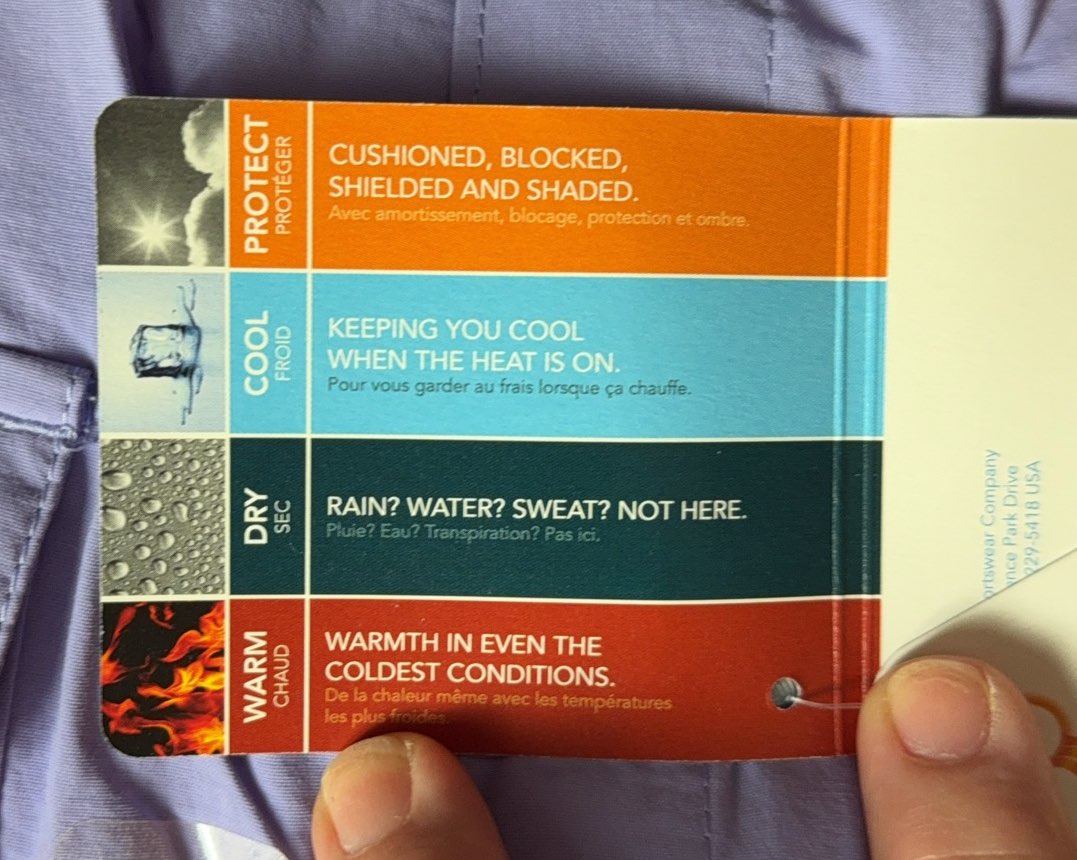 PROTECT
PROTÉGER
CUSHIONED, BLOCKED,
SHIELDED AND SHADED.
Avec amortissement, blocage, protection et ombre.
COOL
FROID
KEEPING YOU COOL
WHEN THE HEAT IS ON.
Pour vous garder au frais lorsque ça chauffe.
DRY
SEC
RAIN? WATER? SWEAT? NOT HERE.
Pluie? Eau? Transpiration? Pas ici.
WARM
CHAUD
WARMTH IN EVEN THE
COLDEST CONDITIONS.
De la chaleur même avec les températures
les plus froides.
Company
Park Drive
229-5418 USA